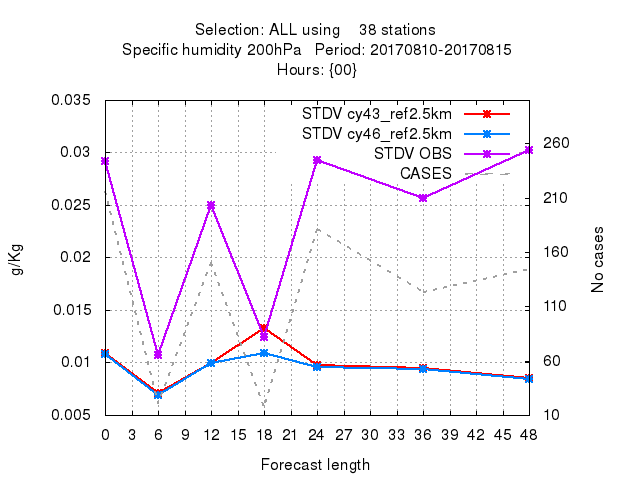 Selection: ALL using    38 stations
Specific humidity 200hPa   Period: 20170810-20170815
Hours: {00}
STDV cy43_ref2.5km
STDV cy46_ref2.5km
STDV OBS
CASES
0.035
0.03
0.025
0.02
0.015
0.01
0.005
g/Kg
260
210
160
110
60
10
No cases
0 3 6 9 12 15 18 21 24 27 30 33 36 39 42 45 48
Forecast length